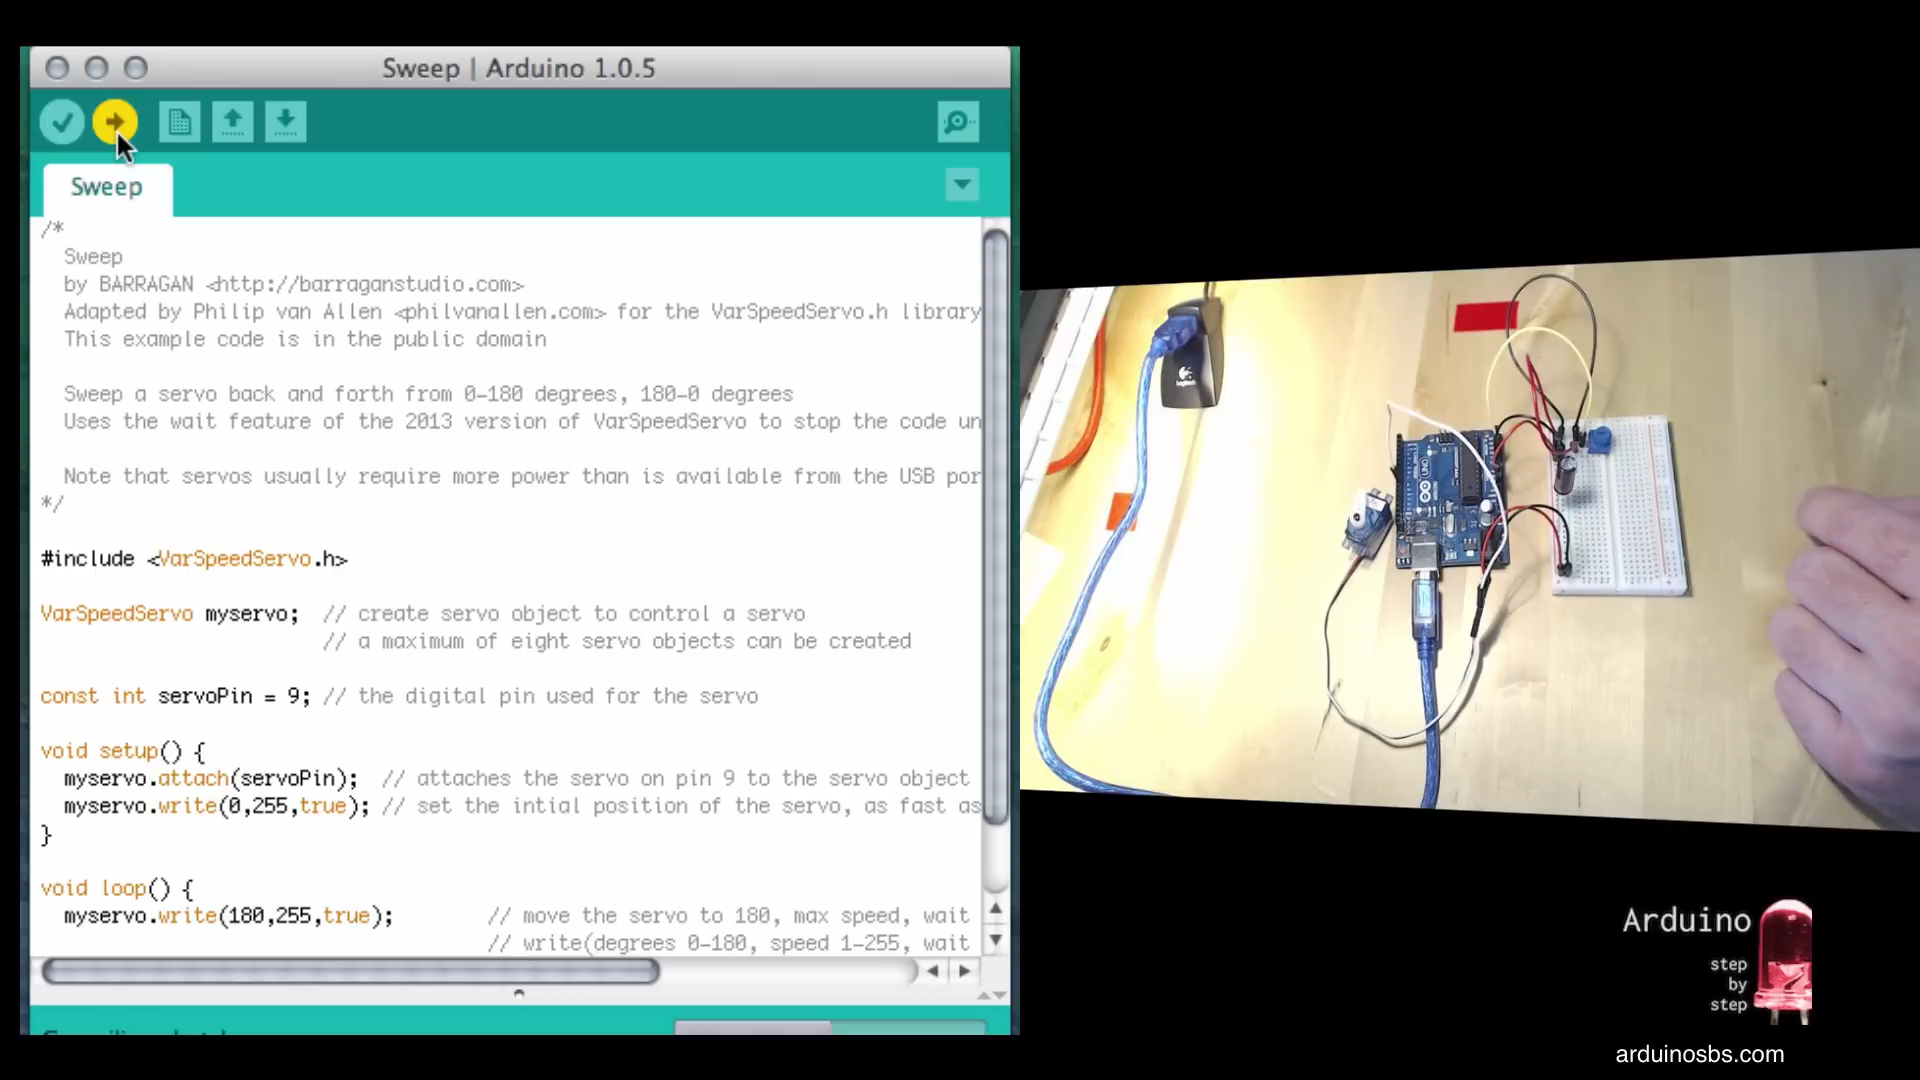 Sweep | Arduino 1.0.5
Sweep
/*
Sweep
by BARRAGAN <http://barraganstudio.com>
Adapted by Philip van Allen <philvanallen.com> for the VarSpeedServo.h library
This example code is in the public domain
Sweep a servo back and forth from 0-180 degrees, 180-0 degrees
Uses the wait feature of the 2013 version of VarSpeedServo to stop the code un
Note that servos usually require more power than is available from the USB por
*/
#include <VarSpeedServo.h>
VarSpeedServo myservo; // create servo object to control a servo
// a maximum of eight servo objects can be created
const int servoPin = 9; // the digital pin used for the servo
void setup() {
myservo.attach(servoPin); // attaches the servo on pin 9 to the servo object
myservo.write(0,255,true); // set the intial position of the servo, as fast as
}
void loop() {
myservo.write(180,255,true); // move the servo to 180, max speed, wait
// write(degrees 0-180, speed 1-255, wait
Logitech
UNO
Arduino
step
by
step
arduinosbs.com